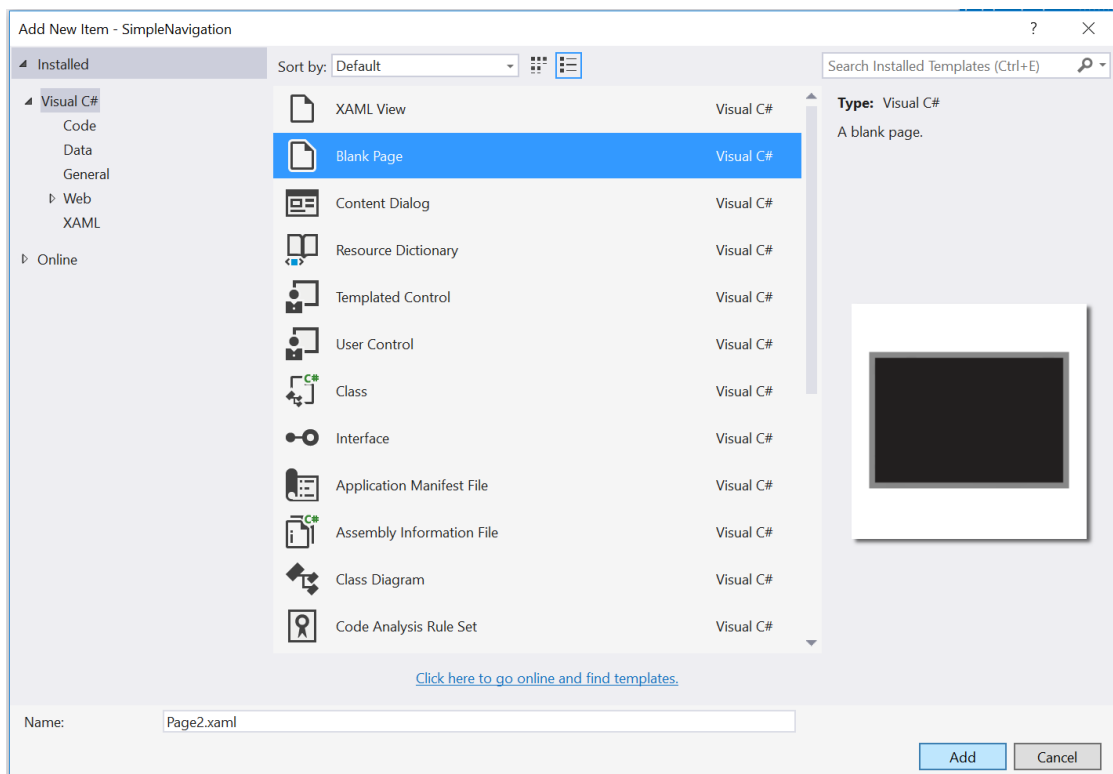 Add New Item - SimpleNavigation
?
Installed
Sort by: Default
Search Installed Templates (Ctrl+E)
Visual C#
Code
Data
General
Web
XAML
Online
XAML View Visual C#
Blank Page Visual C#
Content Dialog Visual C#
Resource Dictionary Visual C#
Templated Control Visual C#
User Control Visual C#
C#
Class Visual C#
Interface Visual C#
Application Manifest File Visual C#
C#
Assembly Information File Visual C#
Class Diagram Visual C#
Code Analysis Rule Set Visual C#
Click here to go online and find templates.
Type: Visual C#
A blank page.
Name: Page2.xaml
Add Cancel